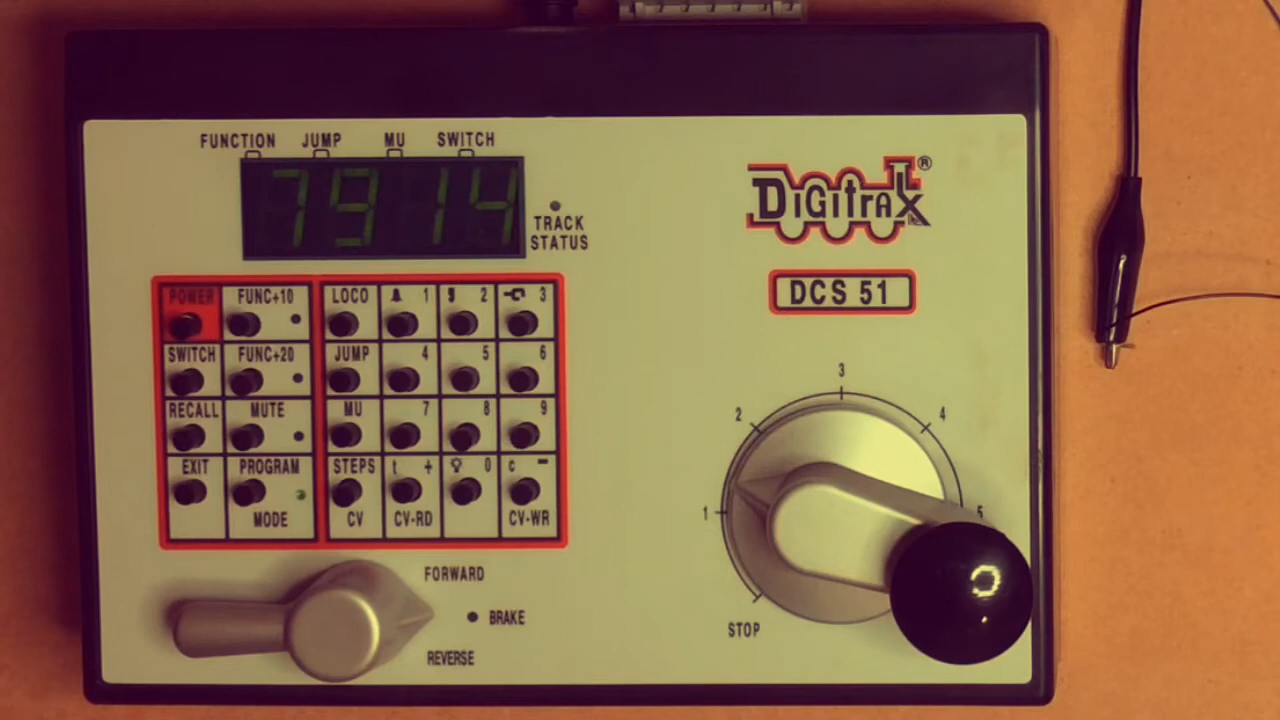 FUNCTION JUMP MU SWITCH
7914
TRACK
STATUS
DIGITRAX ®
DCS 51
POWER FUNC+10 LOCO 1 2 3
SWITCH FUNC+20 JUMP 4 5 6
RECALL MUTE MU 7 8 9
EXIT PROGRAM STEPS t + 0 c -
MODE CV CV-RD CV-WR
3
2 4
1 5
STOP
FORWARD
BRAKE
REVERSE